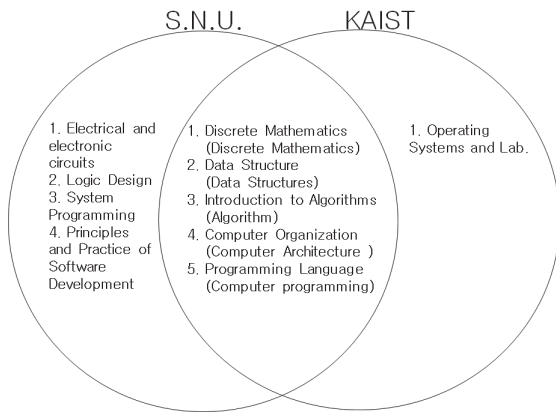 S.N.U.
KAIST
1. Electrical and
electronic
circuits
2. Logic Design
3. System
Programming
4. Principles
and Practice of
Software
Development
1. Discrete Mathematics
(Discrete Mathematics)
2. Data Structure
(Data Structures)
3. Introduction to Algorithms
(Algorithm)
4. Computer Organization
(Computer Architecture )
5. Programming Language
(Computer programming)
1. Operating
Systems and Lab.